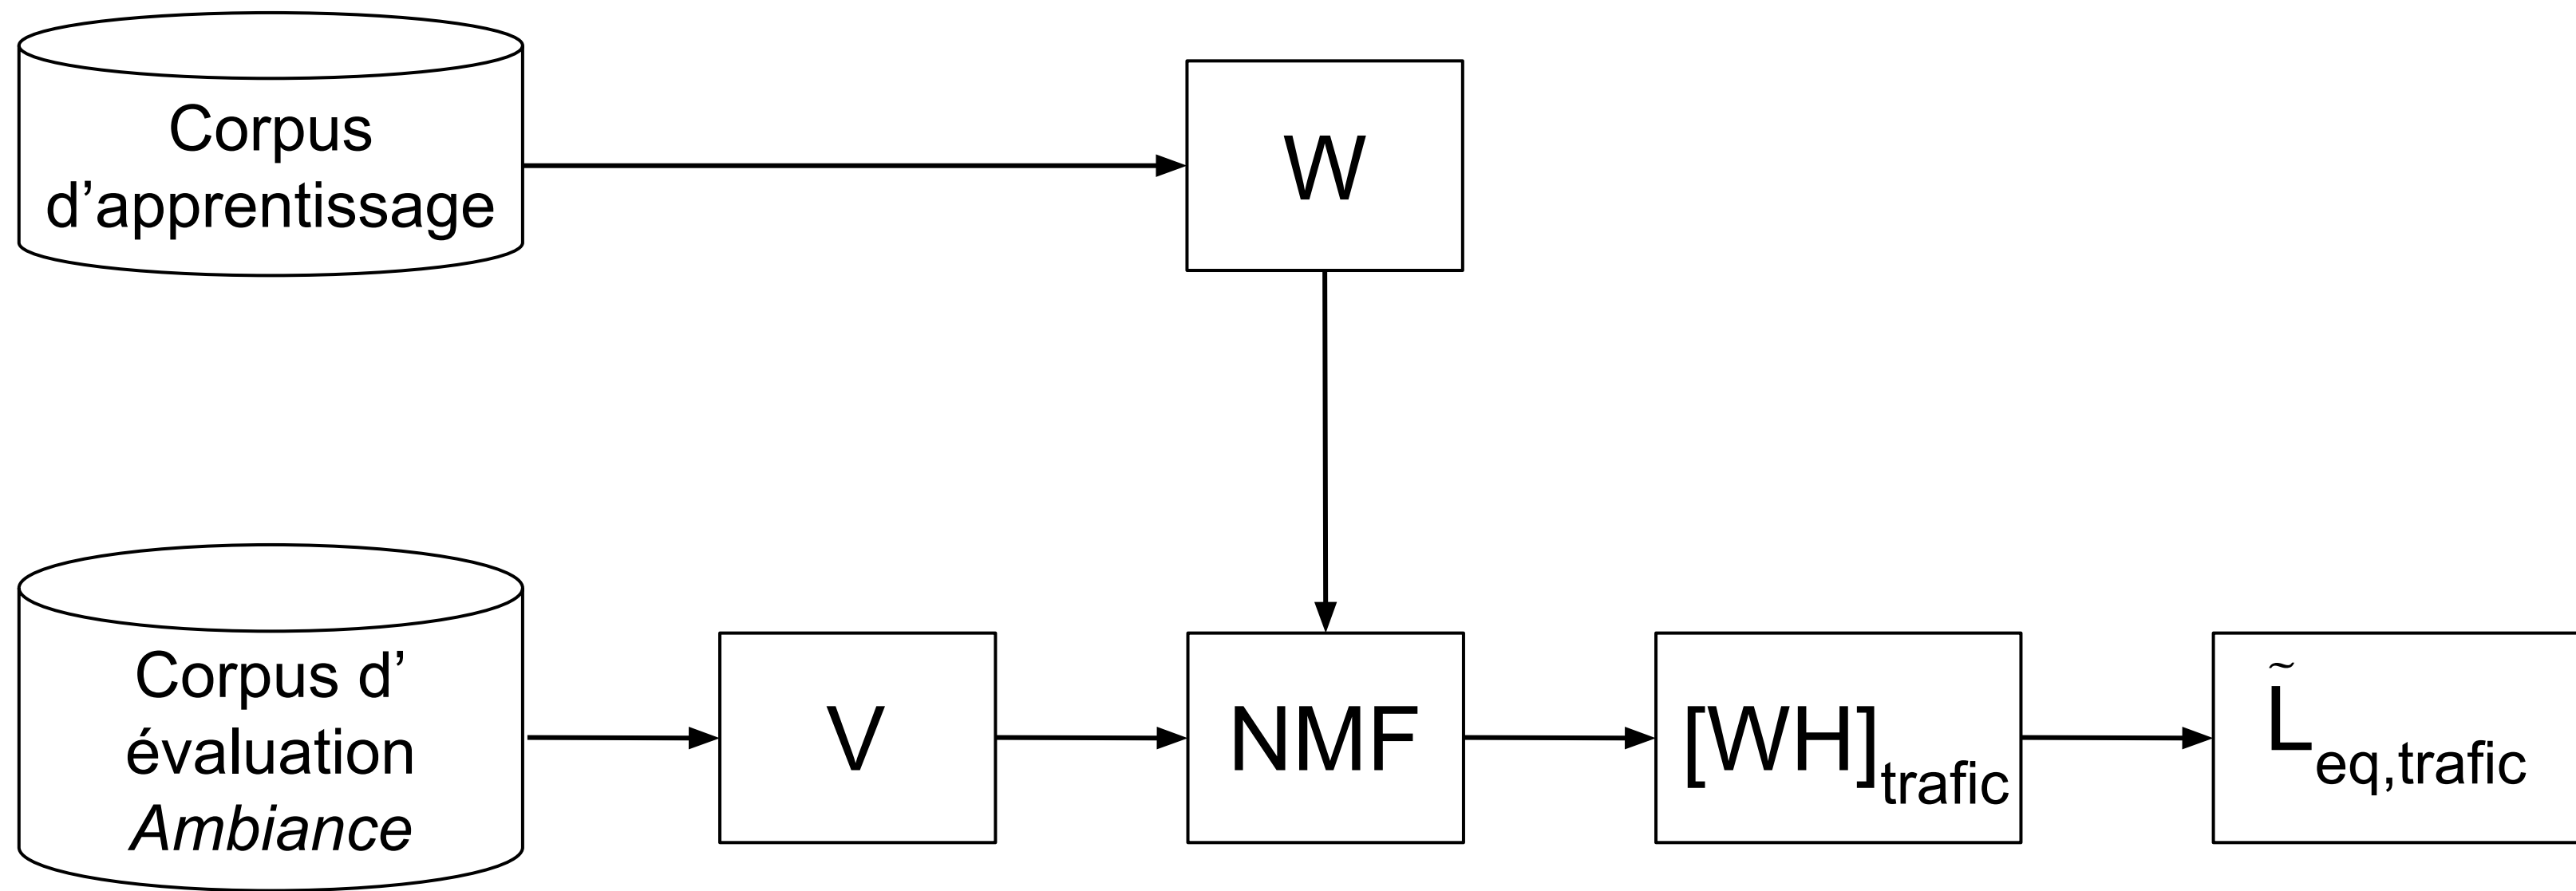 Corpus
d’apprentissage
W
Corpus d’
évaluation
Ambiance
V
NMF
[WH]trafic
L̃eq,trafic